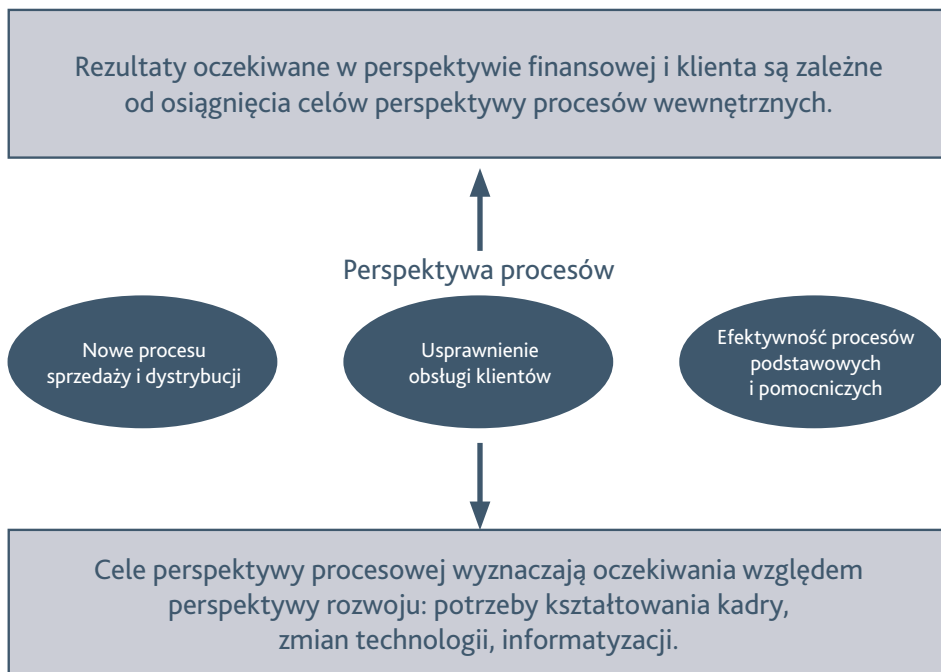 Rezultaty oczekiwane w perspektywie finansowej i klienta są zależne
od osiągnięcia celów perspektywy procesów wewnętrznych.
Perspektywa procesów
Nowe procesu
sprzedaży i dystrybucji
Usprawnienie
obsługi klientów
Efektywność procesów
podstawowych
i pomocniczych
Cele perspektywy procesowej wyznaczają oczekiwania względem
perspektywy rozwoju: potrzeby kształtowania kadry,
zmian technologii, informatyzacji.